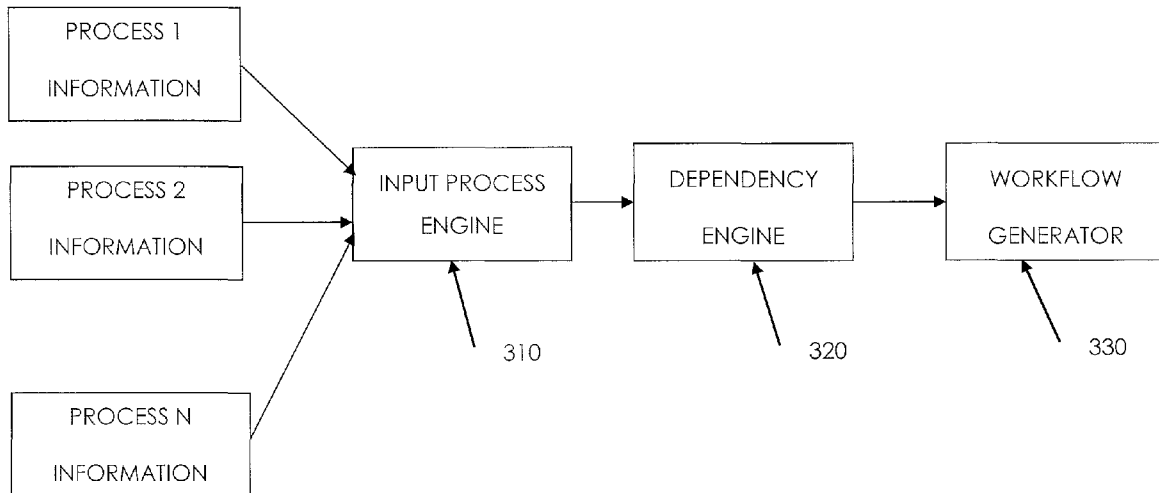 PROCESS 1
INFORMATION
PROCESS 2
INFORMATION
PROCESS N
INFORMATION
INPUT PROCESS
ENGINE
310
DEPENDENCY
ENGINE
320
WORKFLOW
GENERATOR
330